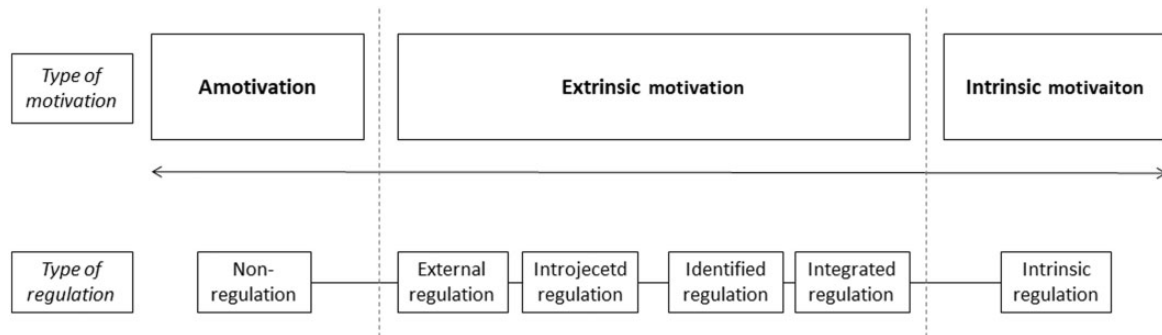 Type of
motivation
Amotivation
Extrinsic motivation
Intrinsic motivaiton
Type of
regulation
Non-
regulation
External
regulation
Introjecetd
regulation
Identified
regulation
Integrated
regulation
Intrinsic
regulation